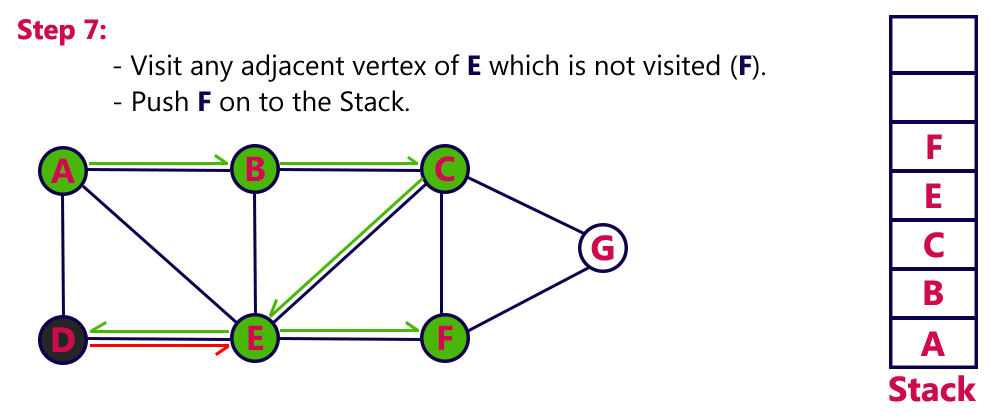 Step 7:
- Visit any adjacent vertex of E which is not visited (F).
- Push F on to the Stack.
A
B
C
G
D
E
F
F
E
C
B
A
Stack